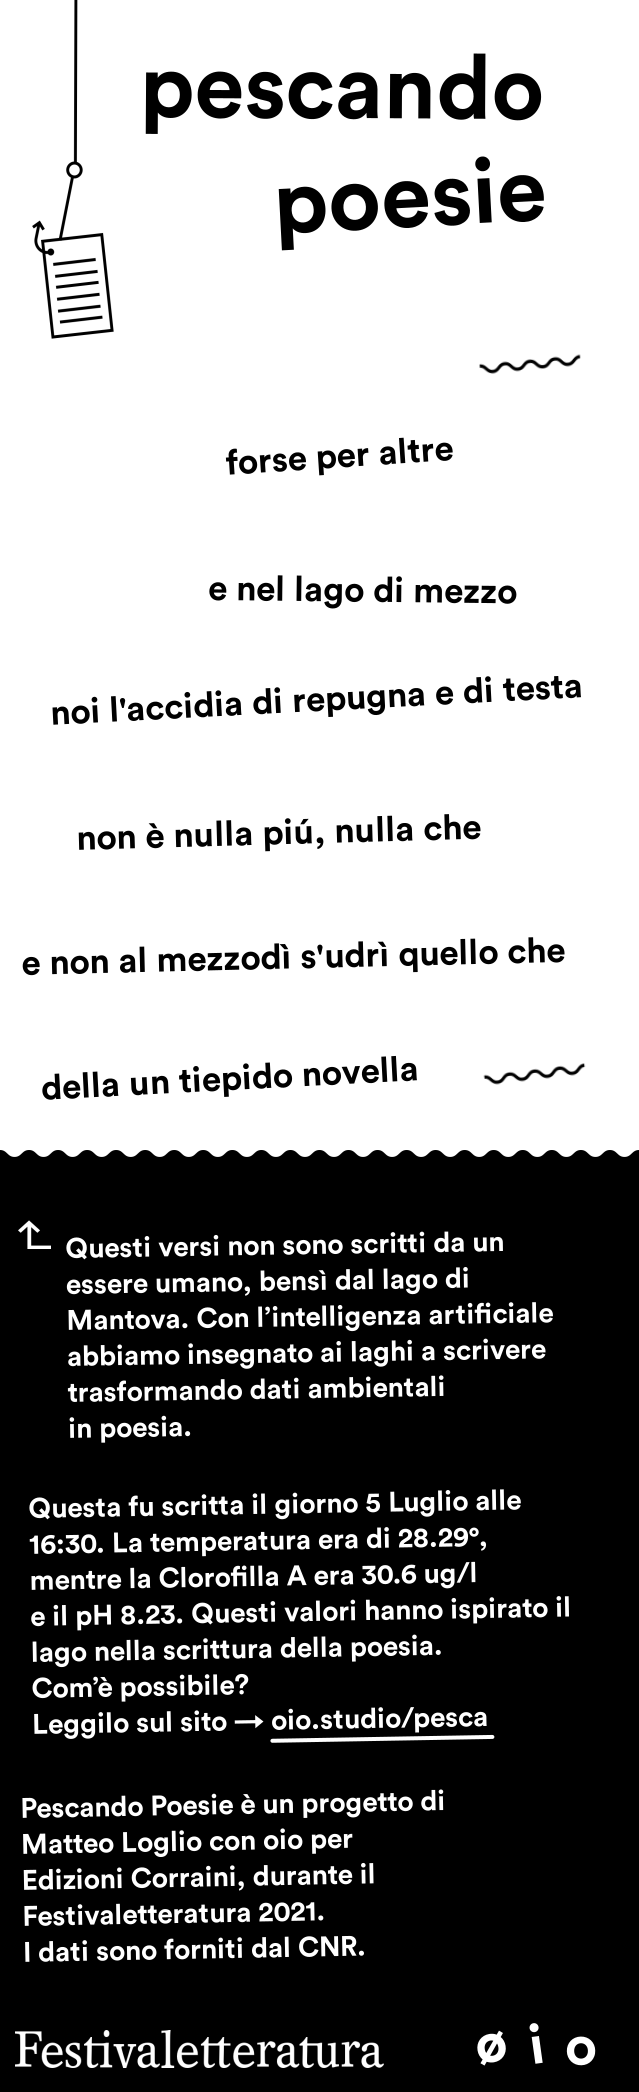 pescando
poesie
forse per altre
e nel lago di mezzo
noi l'accidia di repugna e di testa
non è nulla piú, nulla che
e non al mezzodì s'udrì quello che
della un tiepido novella
Questi versi non sono scritti da un
essere umano, bensì dal lago di
Mantova. Con l’intelligenza artificiale
abbiamo insegnato ai laghi a scrivere
trasformando dati ambientali
in poesia.
Questa fu scritta il giorno 5 Luglio alle
16:30. La temperatura era di 28.29°,
mentre la Clorofilla A era 30.6 ug/l
e il pH 8.23. Questi valori hanno ispirato il
lago nella scrittura della poesia.
Com’è possibile?
Leggilo sul sito → oio.studio/pesca
Pescando Poesie è un progetto di
Matteo Loglio con oio per
Edizioni Corraini, durante il
Festivaletteratura 2021.
I dati sono forniti dal CNR.
Festivaletteratura ø i o